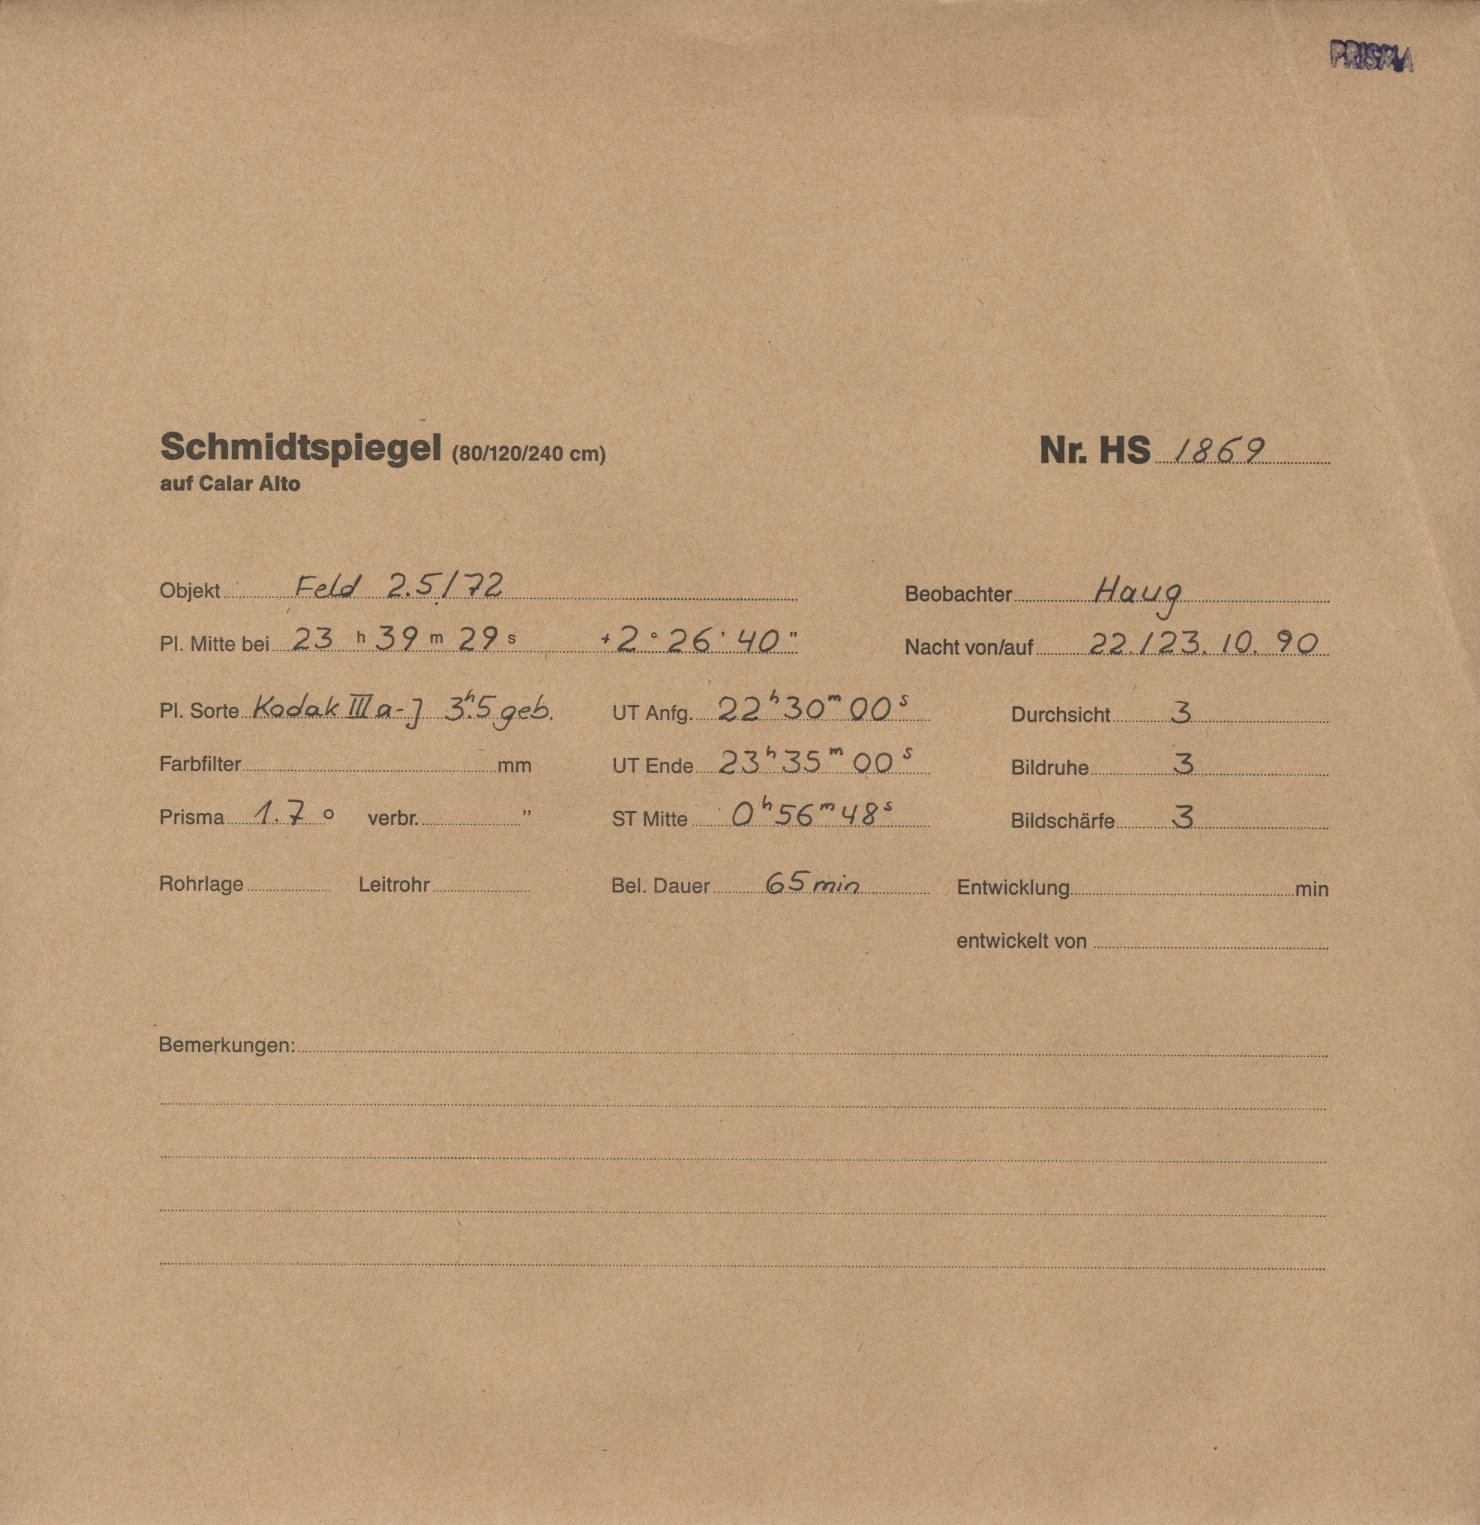 PRISMA
Schmidtspiegel (80/120/240 cm) Nr. HS 1869
auf Calar Alto
Objekt Feld 2.5/72 Beobachter Haug
Pl. Mitte bei 23 h 39 m 29 s +2° 26' 40" Nacht von/auf 22./23. 10. 90
Pl. Sorte Kodak III a-J 3h.5 geb. UT Anfg. 22h 30m 00s Durchsicht 3
Farbfilter mm UT Ende 23h 35m 00s Bildruhe 3
Prisma 1.7° verbr. " ST Mitte 0h 56m 48s Bildschärfe 3
Rohrlage Leitrohr Bel. Dauer 65 min Entwicklung min
entwickelt von
Bemerkungen: